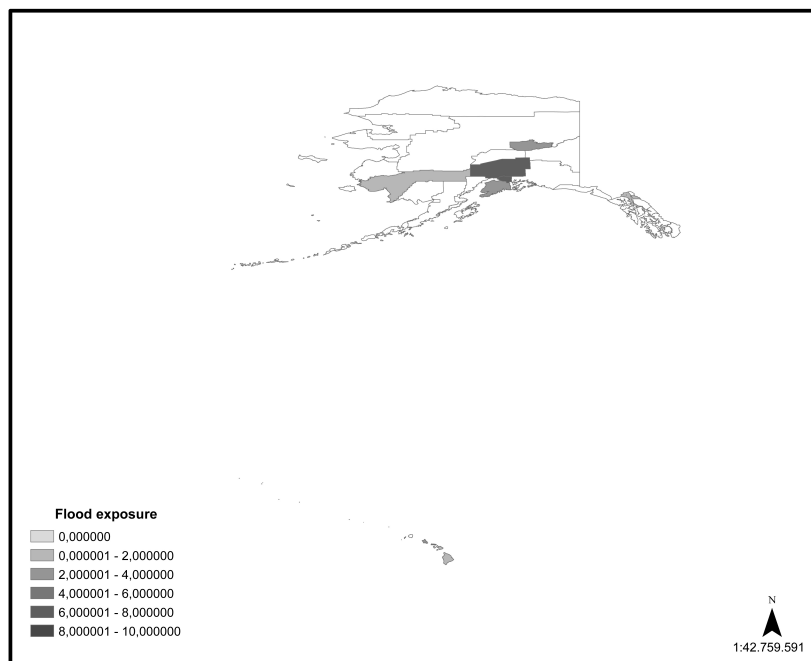 Flood exposure
0,000000
0,000001 - 2,000000
2,000001 - 4,000000
4,000001 - 6,000000
6,000001 - 8,000000
8,000001 - 10,000000
N
1:42.759.591